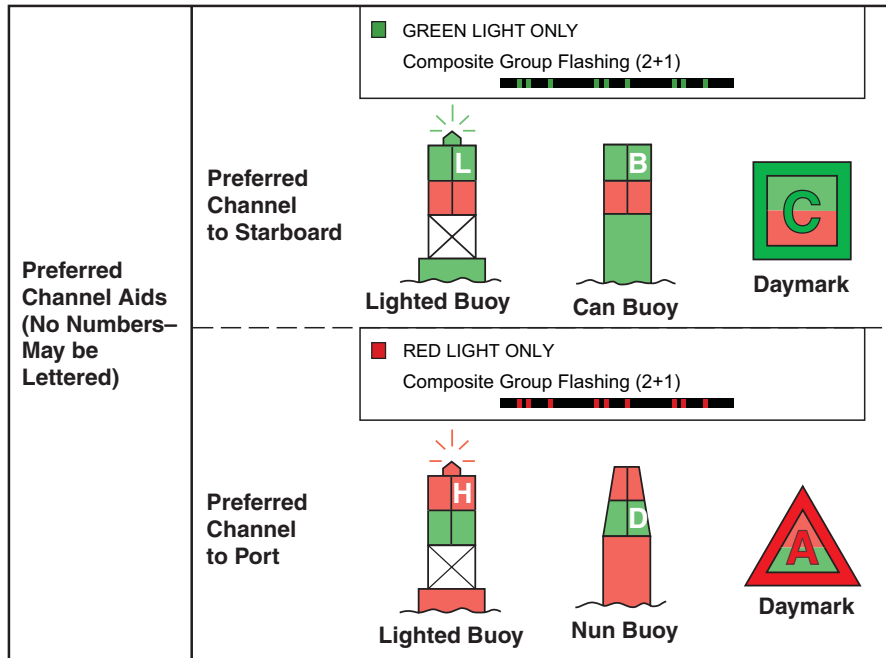 Preferred
Channel Aids
(No Numbers–
May be
Lettered)
Preferred
Channel
to Starboard
GREEN LIGHT ONLY
Composite Group Flashing (2+1)
L
B
C
Lighted Buoy
Can Buoy
Daymark
Preferred
Channel
to Port
RED LIGHT ONLY
Composite Group Flashing (2+1)
H
D
A
Lighted Buoy
Nun Buoy
Daymark